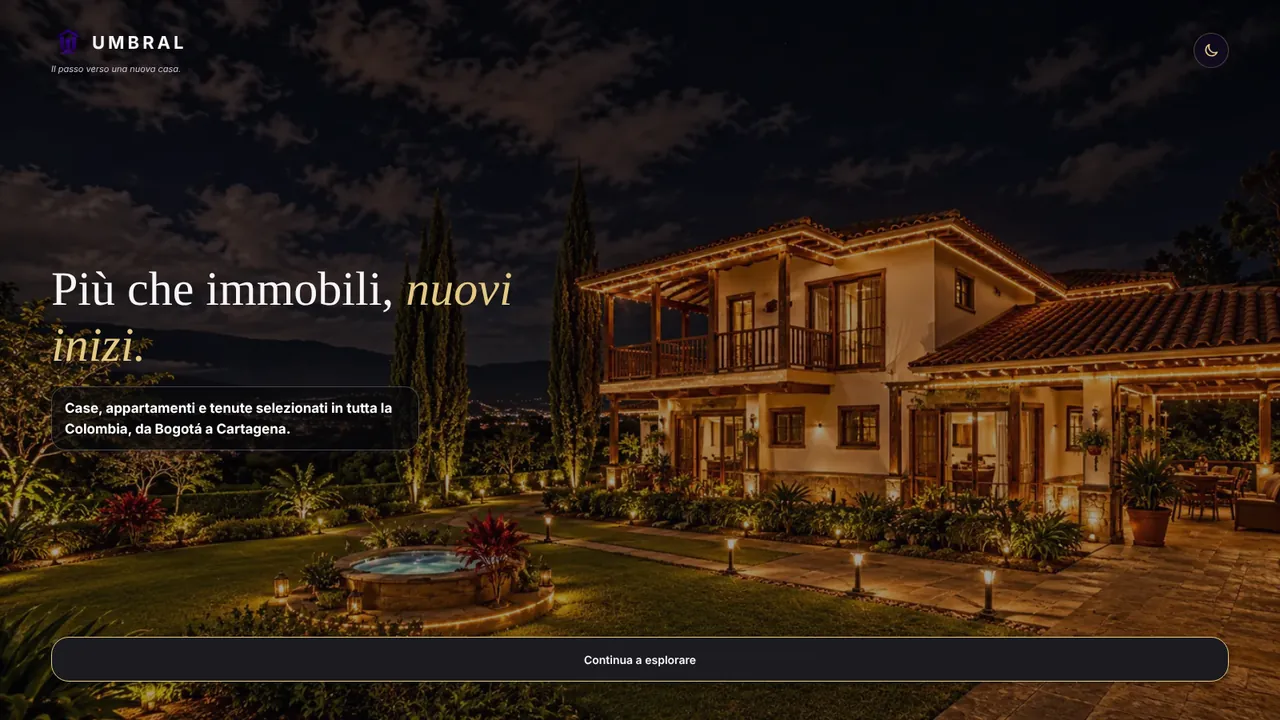 UMBRAL
Il passo verso una nuova casa.
Più che immobili, nuovi
inizi.
Case, appartamenti e tenute selezionati in tutta la
Colombia, da Bogotá a Cartagena.
Continua a esplorare